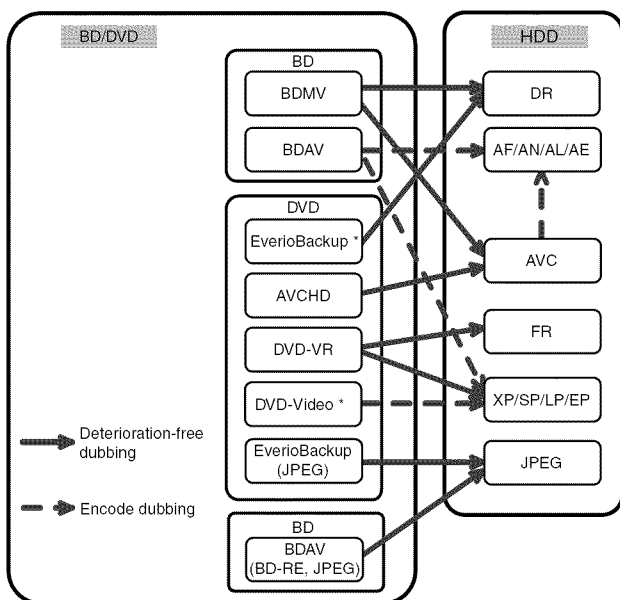 BD/DVD
HDD
BD
BDMV
BDAV
DVD
EverioBackup *
AVCHD
DVD-VR
DVD-Video *
EverioBackup
(JPEG)
BD
BDAV
(BD-RE, JPEG)
DR
AF/AN/AL/AE
AVC
FR
XP/SP/LP/EP
JPEG
Deterioration-free
dubbing
Encode dubbing